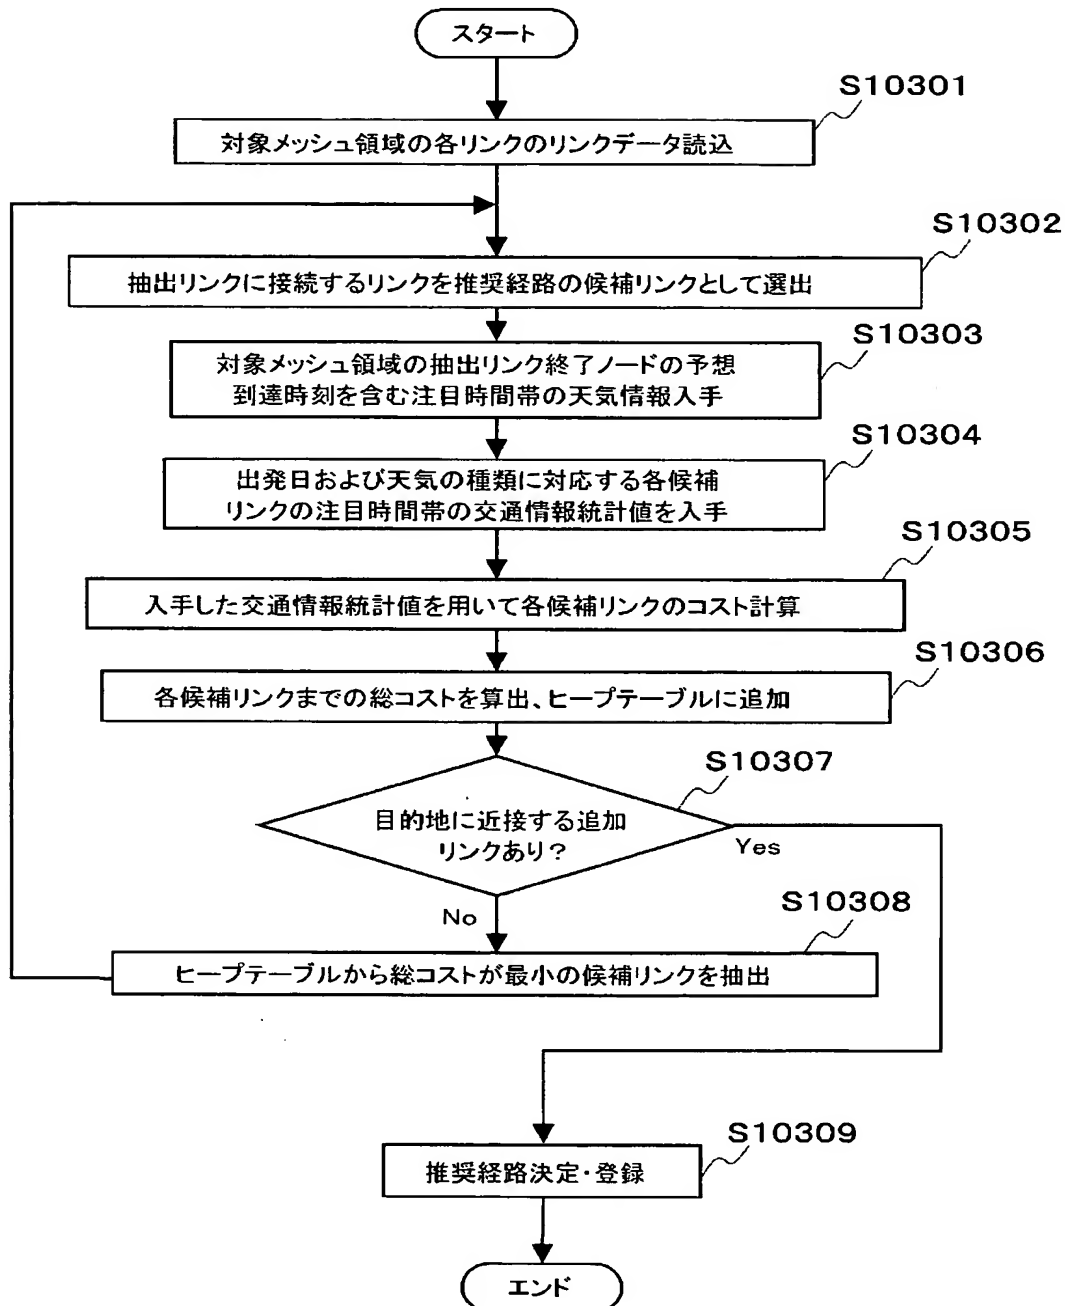 スタート
S10301
対象メッシュ領域の各リンクのリンクデータ読込
S10302
抽出リンクに接続するリンクを推奨経路の候補リンクとして選出
S10303
対象メッシュ領域の抽出リンク終了ノードの予想
到達時刻を含む注目時間帯の天気情報入手
S10304
出発日および天気の種類に対応する各候補
リンクの注目時間帯の交通情報統計値を入手
S10305
入手した交通情報統計値を用いて各候補リンクのコスト計算
S10306
各候補リンクまでの総コストを算出、ヒープテーブルに追加
S10307
目的地に近接する追加
リンクあり?
Yes
No
S10308
ヒープテーブルから総コストが最小の候補リンクを抽出
S10309
推奨経路決定・登録
エンド